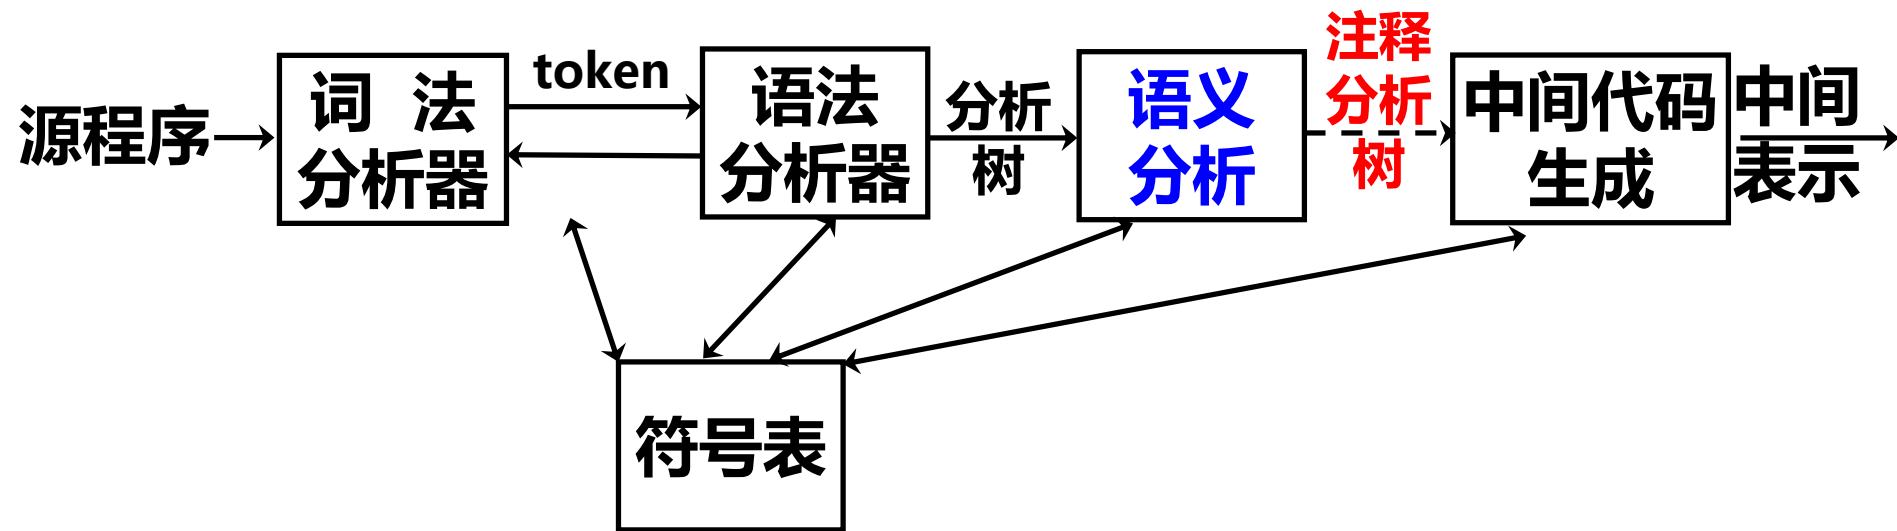 源程序
词 法
分析器
token
语法
分析器
分析
树
语义
分析
注释
分析
树
中间代码
生成
中间
表示
符号表